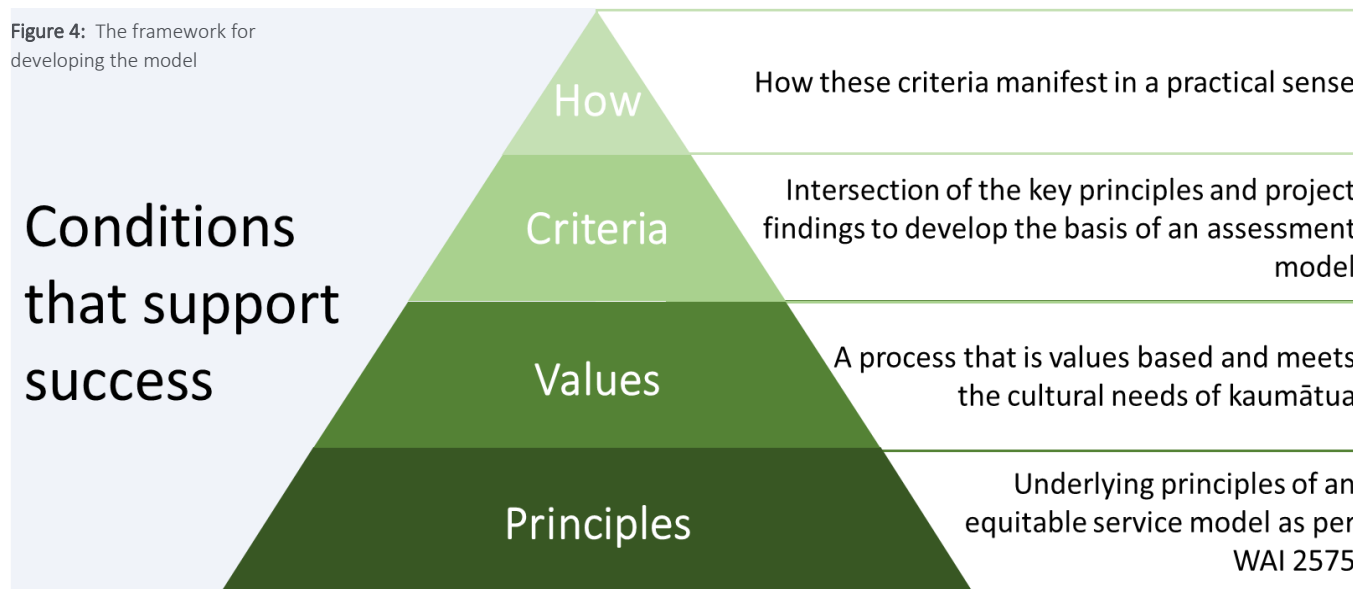 Figure 4: The framework for
developing the model
Conditions
that support
success
How
How these criteria manifest in a practical sense
Criteria
Intersection of the key principles and project
findings to develop the basis of an assessment
model
Values
A process that is values based and meets
the cultural needs of kaumātua
Principles
Underlying principles of an
equitable service model as per
WAI 2575